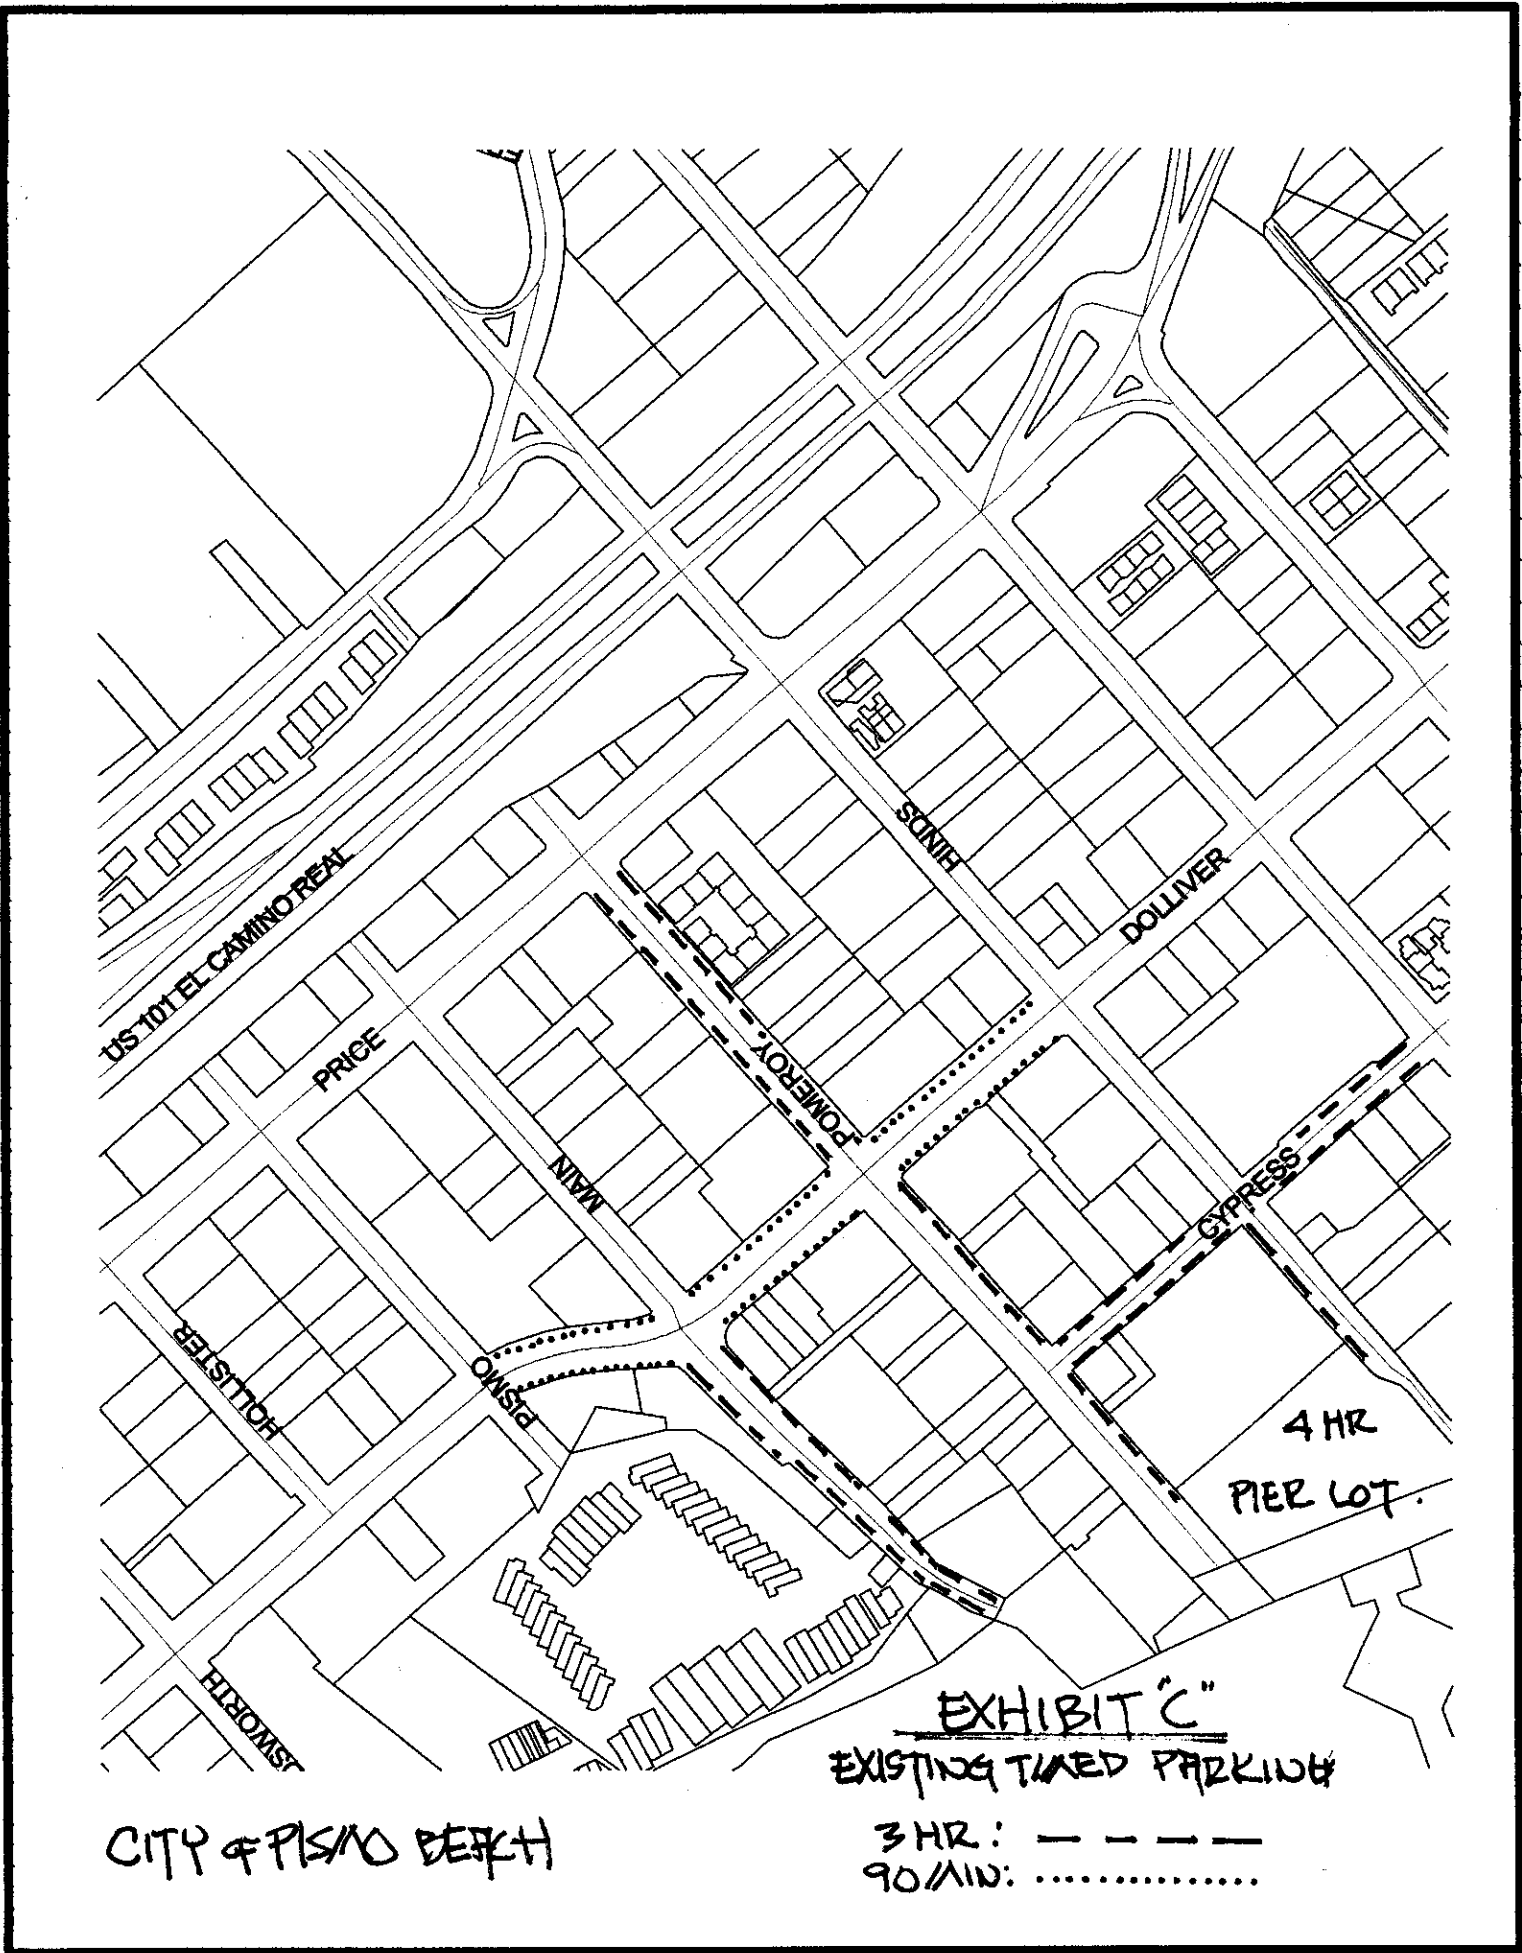 HINDS
DOLLIVER
US 101 EL CAMINO REAL
PRICE
POMEROY
MAIN
CYPRESS
HOLLISTER
PISMO
4 HR
PIER LOT.
SWORTH
EXHIBIT "C"
EXISTING TIMED PARKING
CITY OF PISMO BEACH
3 HR:
90 MIN: